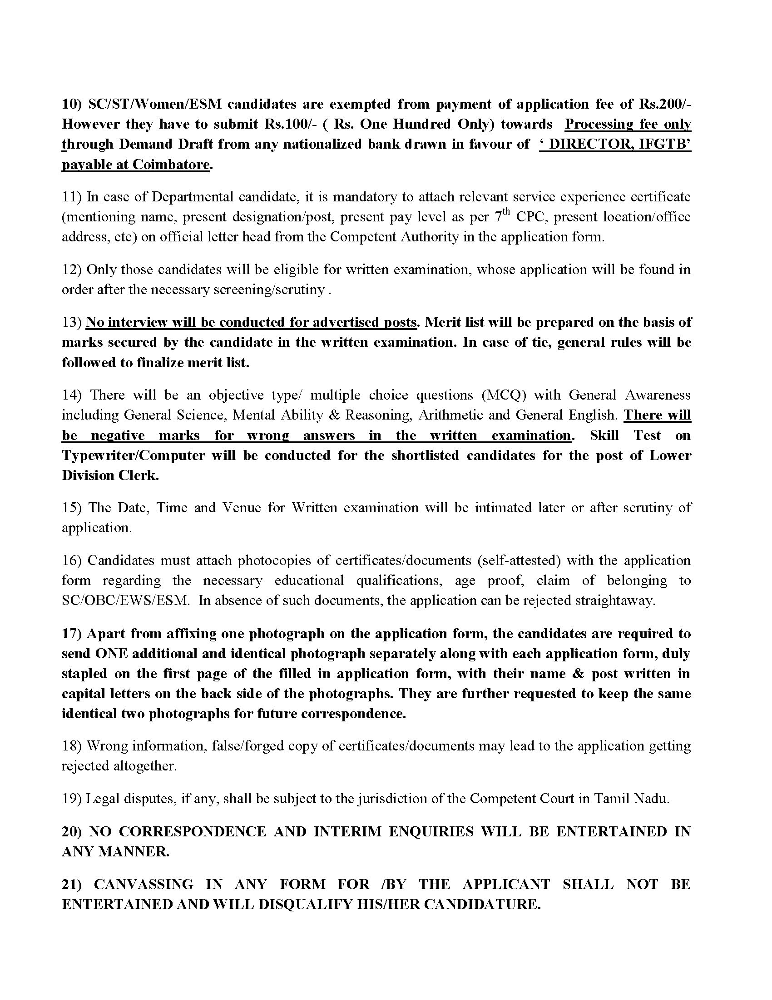 10) SC/ST/Women/ESM candidates are exempted from payment of application fee of Rs.200/-
However they have to submit Rs.100/- ( Rs. One Hundred Only) towards Processing fee only
through Demand Draft from any nationalized bank drawn in favour of ‘ DIRECTOR, IFGTB’
payable at Coimbatore.
11) In case of Departmental candidate, it is mandatory to attach relevant service experience certificate
(mentioning name, present designation/post, present pay level as per 7th CPC, present location/office
address, etc) on official letter head from the Competent Authority in the application form.
12) Only those candidates will be eligible for written examination, whose application will be found in
order after the necessary screening/scrutiny .
13) No interview will be conducted for advertised posts. Merit list will be prepared on the basis of
marks secured by the candidate in the written examination. In case of tie, general rules will be
followed to finalize merit list.
14) There will be an objective type/ multiple choice questions (MCQ) with General Awareness
including General Science, Mental Ability & Reasoning, Arithmetic and General English. There will
be negative marks for wrong answers in the written examination. Skill Test on
Typewriter/Computer will be conducted for the shortlisted candidates for the post of Lower
Division Clerk.
15) The Date, Time and Venue for Written examination will be intimated later or after scrutiny of
application.
16) Candidates must attach photocopies of certificates/documents (self-attested) with the application
form regarding the necessary educational qualifications, age proof, claim of belonging to
SC/OBC/EWS/ESM. In absence of such documents, the application can be rejected straightaway.
17) Apart from affixing one photograph on the application form, the candidates are required to
send ONE additional and identical photograph separately along with each application form, duly
stapled on the first page of the filled in application form, with their name & post written in
capital letters on the back side of the photographs. They are further requested to keep the same
identical two photographs for future correspondence.
18) Wrong information, false/forged copy of certificates/documents may lead to the application getting
rejected altogether.
19) Legal disputes, if any, shall be subject to the jurisdiction of the Competent Court in Tamil Nadu.
20) NO CORRESPONDENCE AND INTERIM ENQUIRIES WILL BE ENTERTAINED IN
ANY MANNER.
21) CANVASSING IN ANY FORM FOR /BY THE APPLICANT SHALL NOT BE
ENTERTAINED AND WILL DISQUALIFY HIS/HER CANDIDATURE.